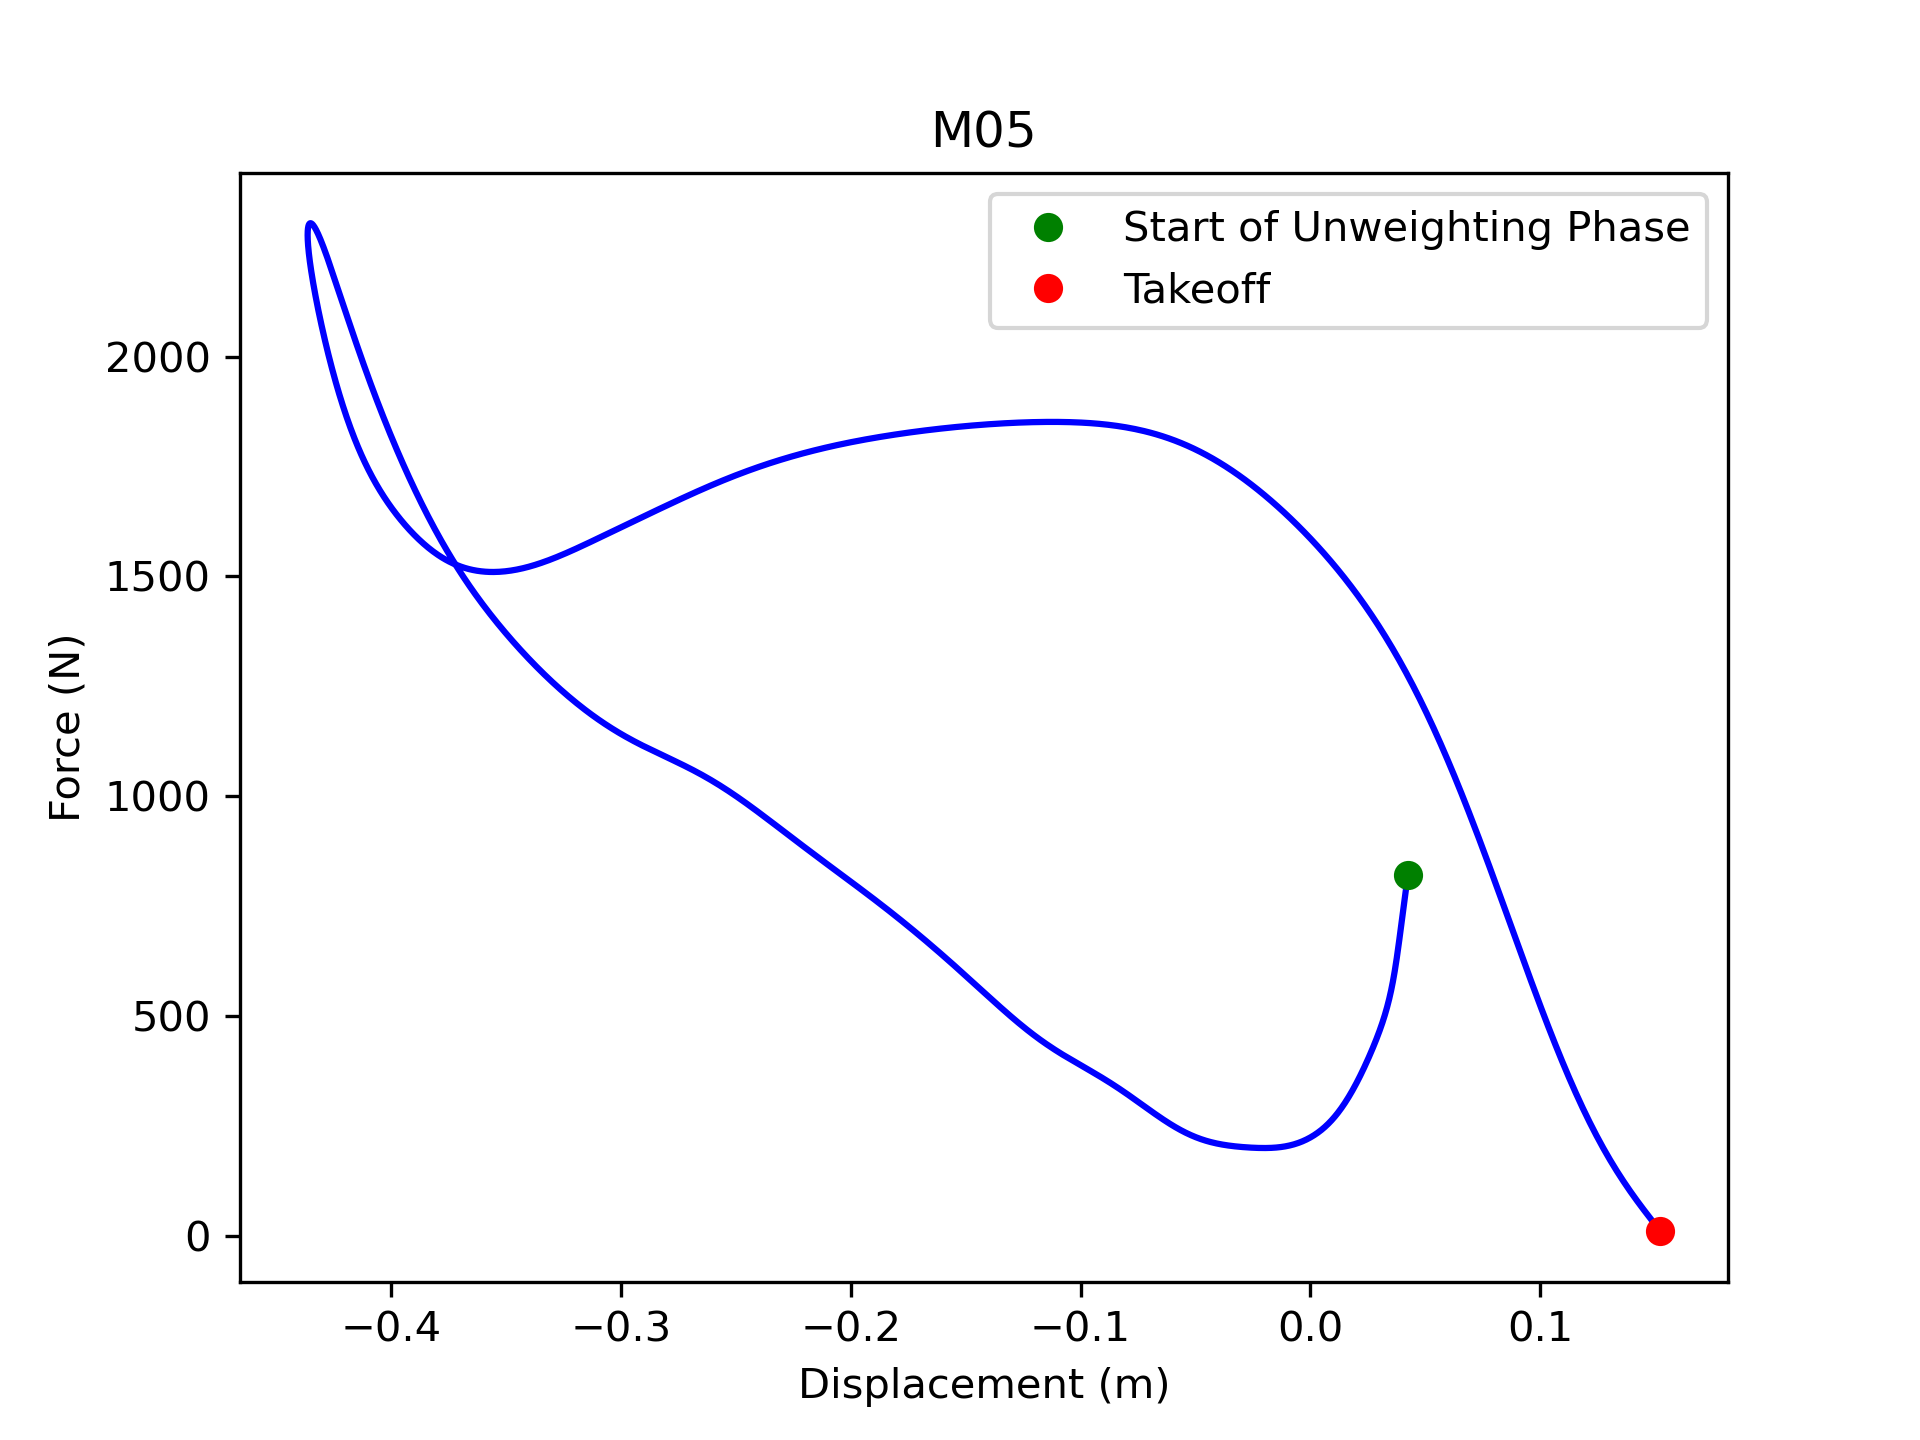 M05
Start of Unweighting Phase
Takeoff
Force (N)
2000
1500
1000
500
0
−0.4 −0.3 −0.2 −0.1 0.0 0.1
Displacement (m)